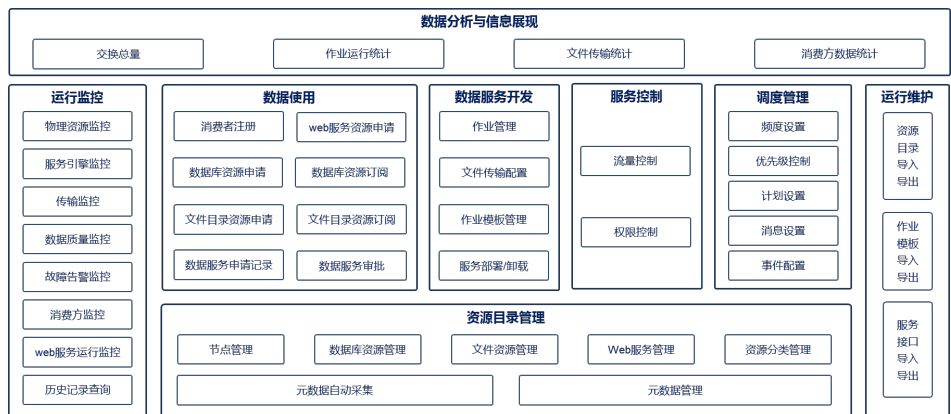 数据分析与信息展现
交换总量
作业运行统计
文件传输统计
消费方数据统计
运行监控
物理资源监控
服务引擎监控
传输监控
数据质量监控
故障告警监控
消费方监控
web服务运行监控
历史记录查询
数据使用
消费者注册
web服务资源申请
数据库资源申请
数据库资源订阅
文件目录资源申请
文件目录资源订阅
数据服务申请记录
数据服务审批
数据服务开发
作业管理
文件传输配置
作业模板管理
服务部署/卸载
服务控制
流量控制
权限控制
调度管理
频度设置
优先级控制
计划设置
消息设置
事件配置
运行维护
资源
目录
导入
导出
作业
模板
导入
导出
服务
接口
导入
导出
资源目录管理
节点管理
数据库资源管理
文件资源管理
Web服务管理
资源分类管理
元数据自动采集
元数据管理